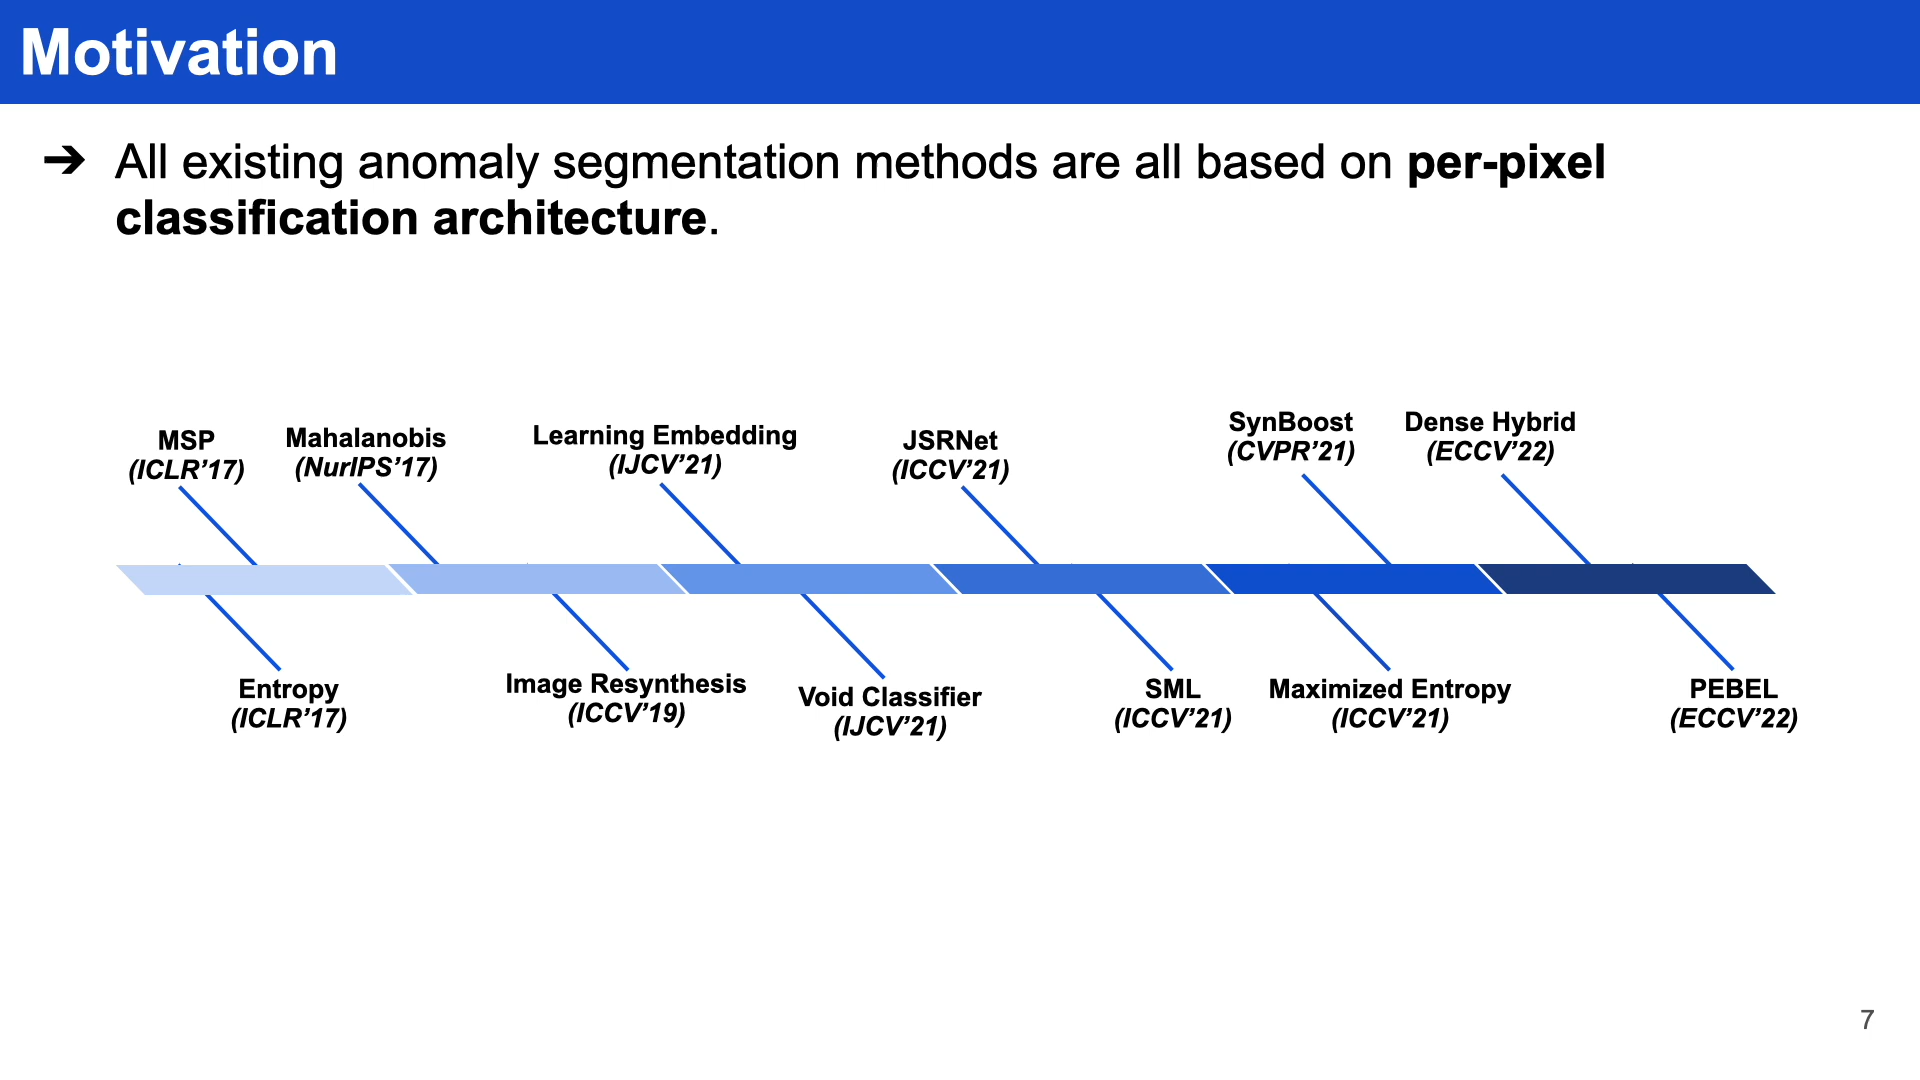 Motivation
➔ All existing anomaly segmentation methods are all based on per-pixel
classification architecture.
MSP
(ICLR’17)
Mahalanobis
(NurIPS’17)
Learning Embedding
(IJCV’21)
JSRNet
(ICCV’21)
SynBoost
(CVPR’21)
Dense Hybrid
(ECCV’22)
Entropy
(ICLR’17)
Image Resynthesis
(ICCV’19)
Void Classifier
(IJCV’21)
SML
(ICCV’21)
Maximized Entropy
(ICCV’21)
PEBEL
(ECCV’22)
7